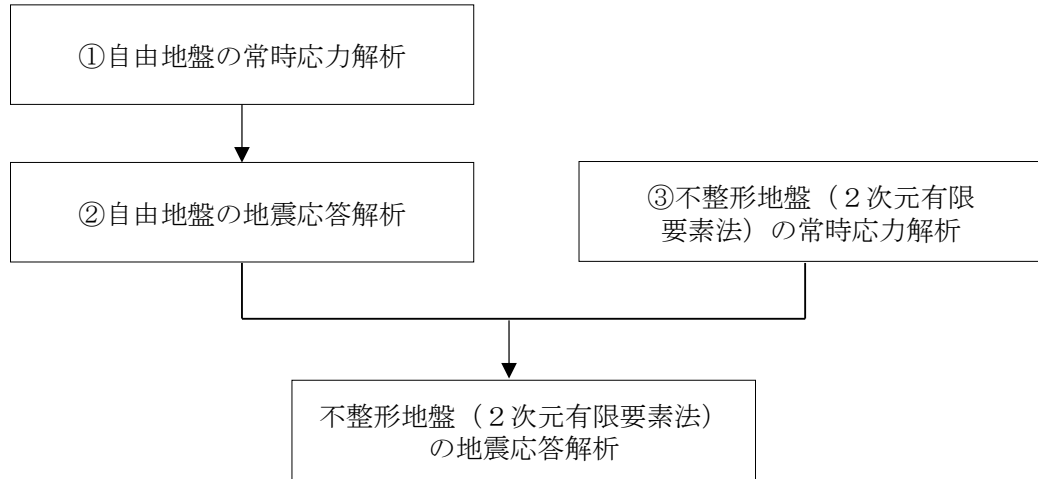 ①自由地盤の常時応力解析
②自由地盤の地震応答解析
③不整形地盤（２次元有限
要素法）の常時応力解析
不整形地盤（２次元有限要素法）
の地震応答解析